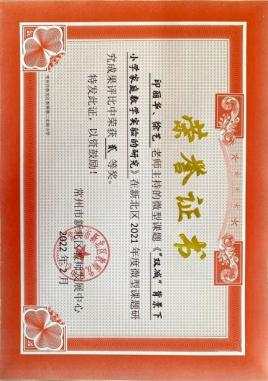 荣誉证书
印丽华、徐艺 老师主持的微型课题《“双减”背景下
小学家庭数学实验的研究》在新北区2021年度微型课题研
究成果评比中荣获 贰 等奖。
特发此证，以资鼓励！
常州市新北区教师发展中心
2022年2月